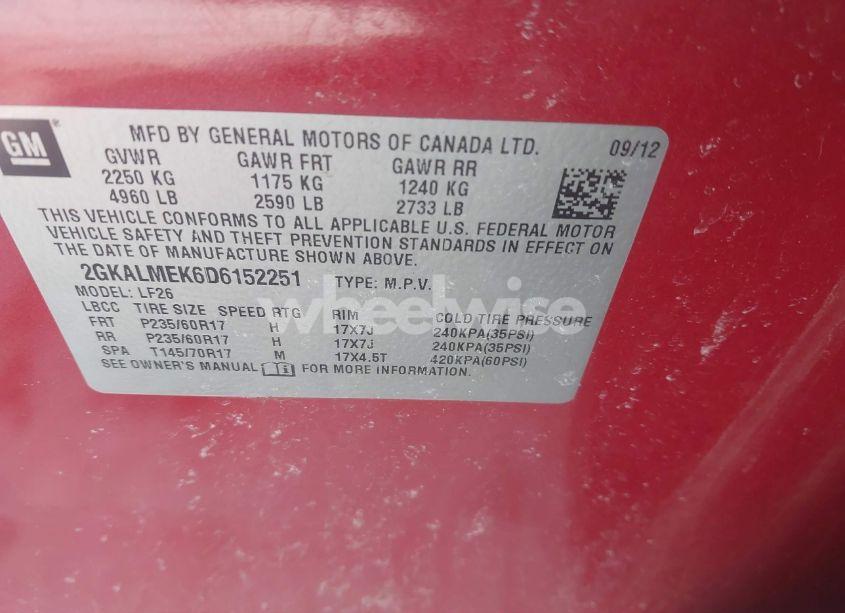 GM
MFD BY GENERAL MOTORS OF CANADA LTD. 09/12
GVWR GAWR FRT GAWR RR
2250 KG 1175 KG 1240 KG
4960 LB 2590 LB 2733 LB
THIS VEHICLE CONFORMS TO ALL APPLICABLE U.S. FEDERAL MOTOR
VEHICLE SAFETY AND THEFT PREVENTION STANDARDS IN EFFECT ON
THE DATE OF MANUFACTURE SHOWN ABOVE.
2GKALMEK6D6152251 TYPE: M.P.V.
MODEL: LF26
LBCC TIRE SIZE SPEED RTG RIM COLD TIRE PRESSURE
FRT P235/60R17 H 17X7J 240KPA(35PSI)
RR P235/60R17 H 17X7J 240KPA(35PSI)
SPA T145/70R17 M 17X4.5T 420KPA(60PSI)
SEE OWNER'S MANUAL FOR MORE INFORMATION.
wheelwise